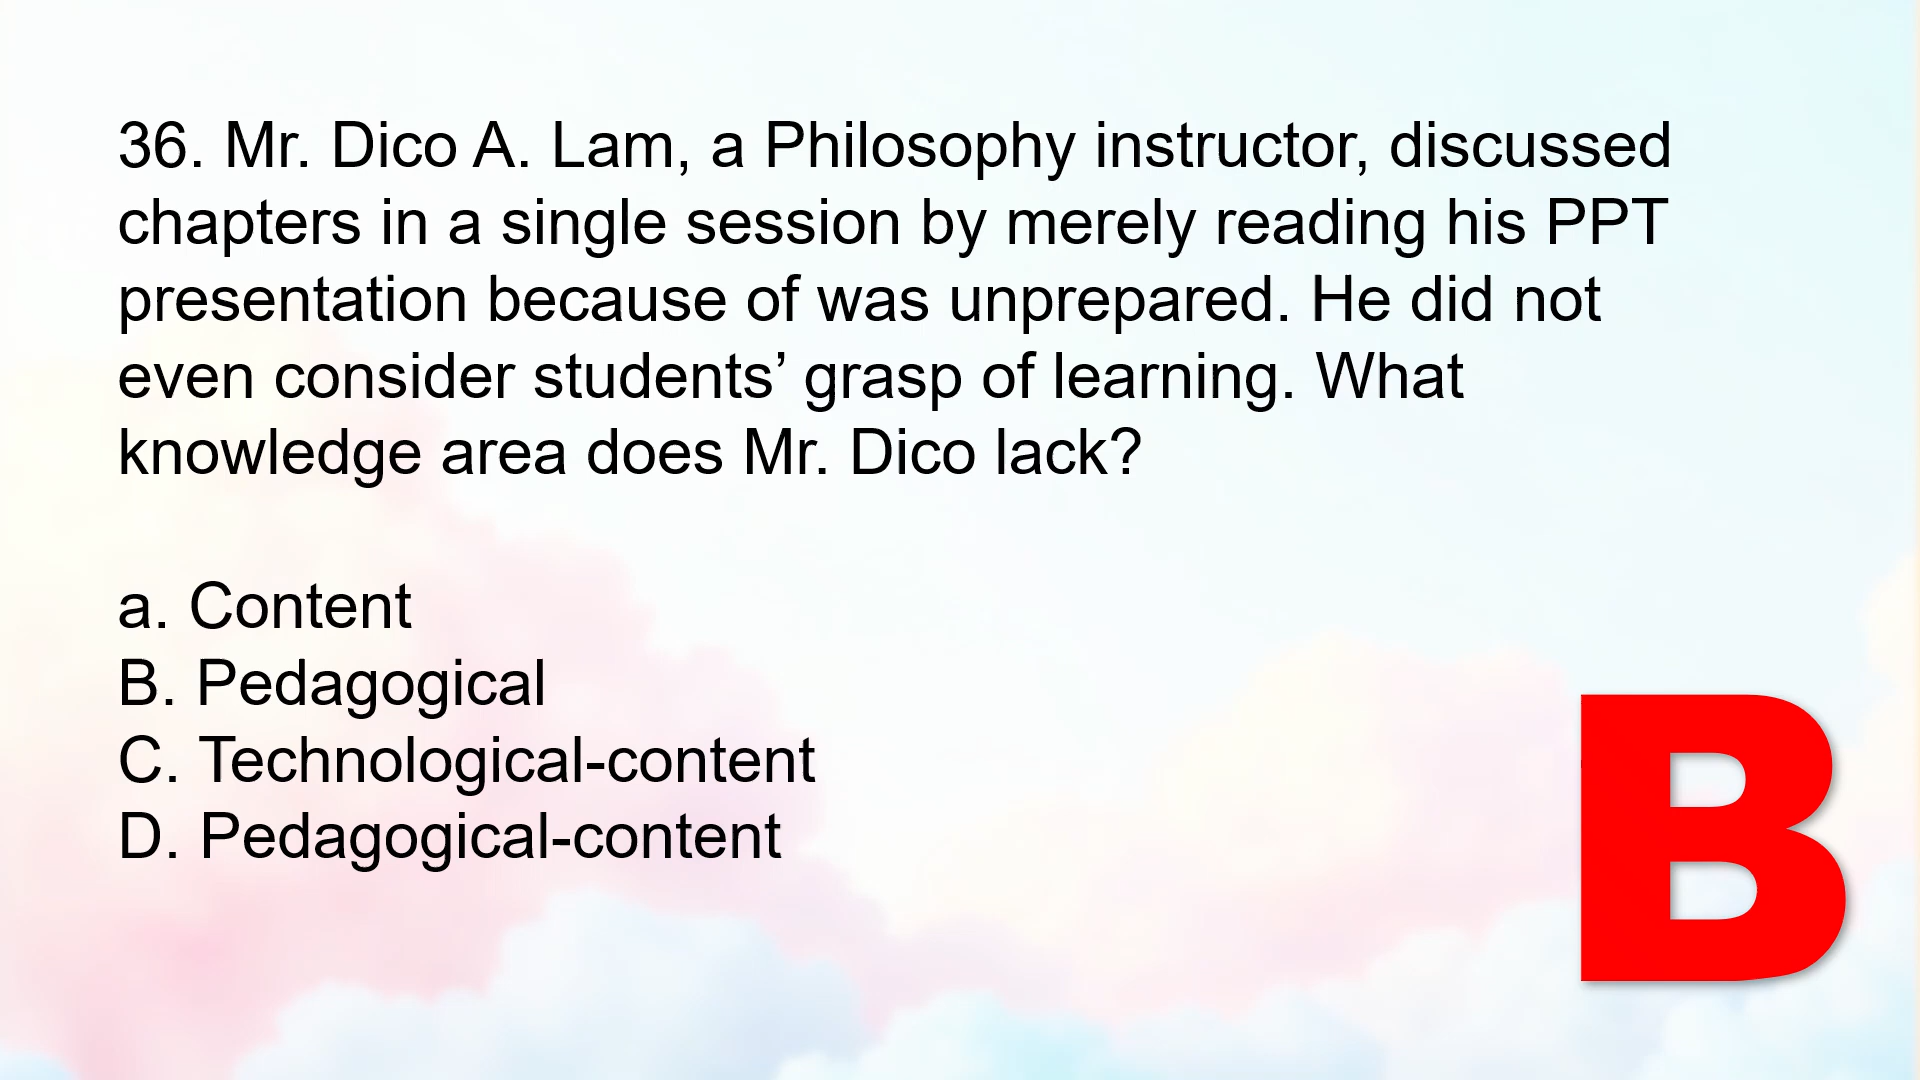 36. Mr. Dico A. Lam, a Philosophy instructor, discussed
chapters in a single session by merely reading his PPT
presentation because of was unprepared. He did not
even consider students’ grasp of learning. What
knowledge area does Mr. Dico lack?
a. Content
B. Pedagogical
C. Technological-content
D. Pedagogical-content
B